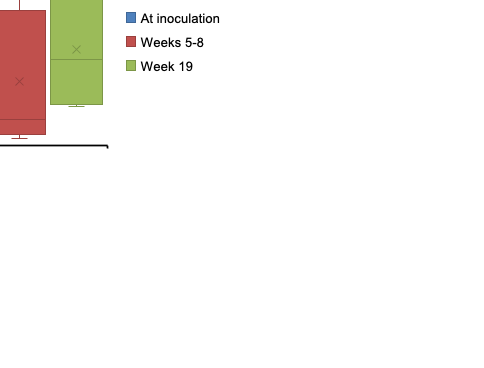 At inoculation
Weeks 5-8
Week 19